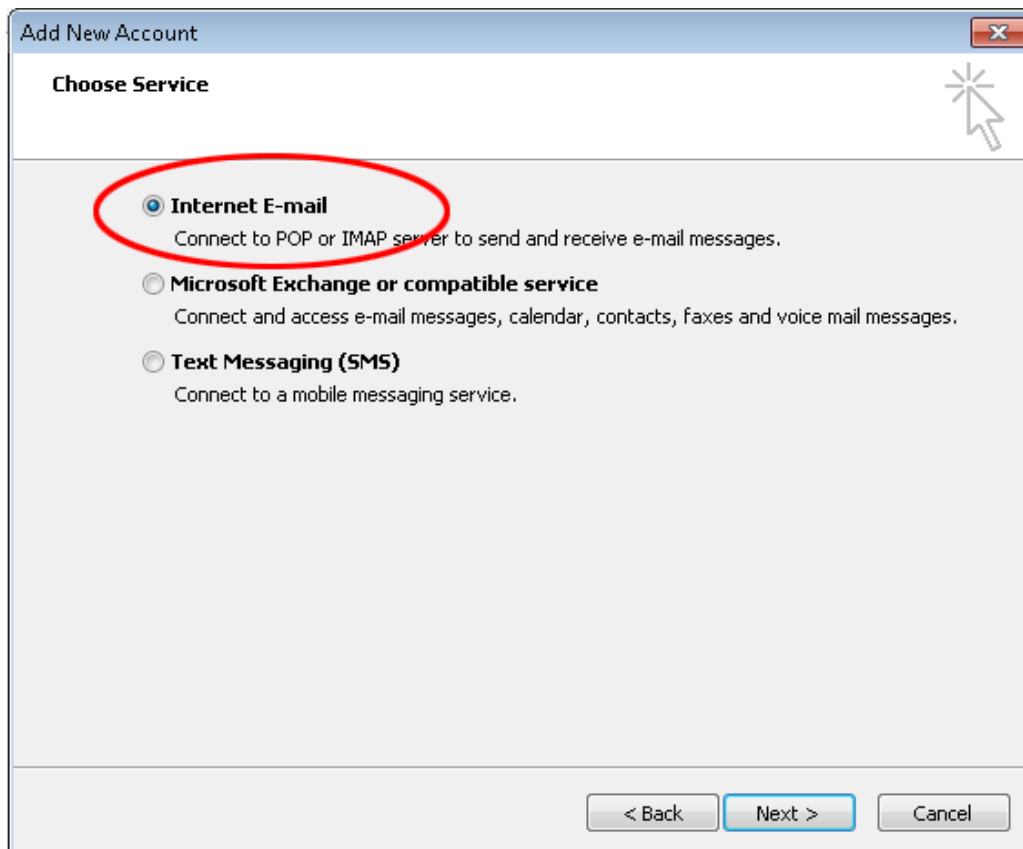 Add New Account
Choose Service
Internet E-mail
Connect to POP or IMAP server to send and receive e-mail messages.
Microsoft Exchange or compatible service
Connect and access e-mail messages, calendar, contacts, faxes and voice mail messages.
Text Messaging (SMS)
Connect to a mobile messaging service.
< Back Next > Cancel